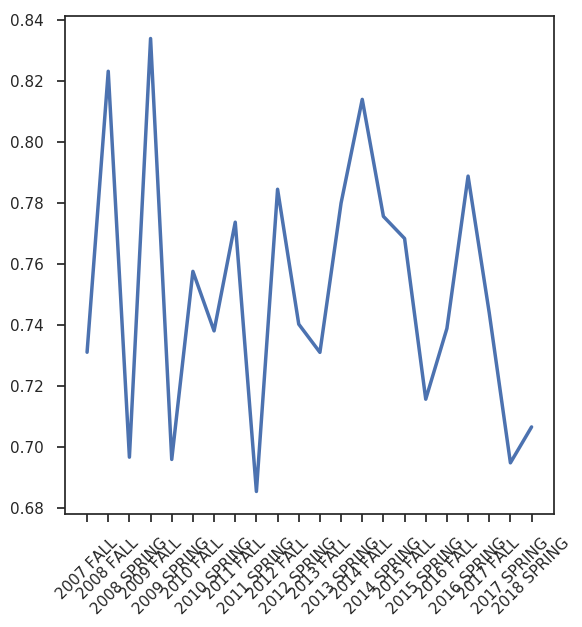 0.84
0.82
0.80
0.78
0.76
0.74
0.72
0.70
0.68
2007 FALL
2008 FALL
2008 SPRING
2009 FALL
2009 SPRING
2010 FALL
2010 SPRING
2011 FALL
2011 SPRING
2012 FALL
2012 SPRING
2013 FALL
2013 SPRING
2014 FALL
2014 SPRING
2015 FALL
2015 SPRING
2016 FALL
2016 SPRING
2017 FALL
2017 SPRING
2018 SPRING